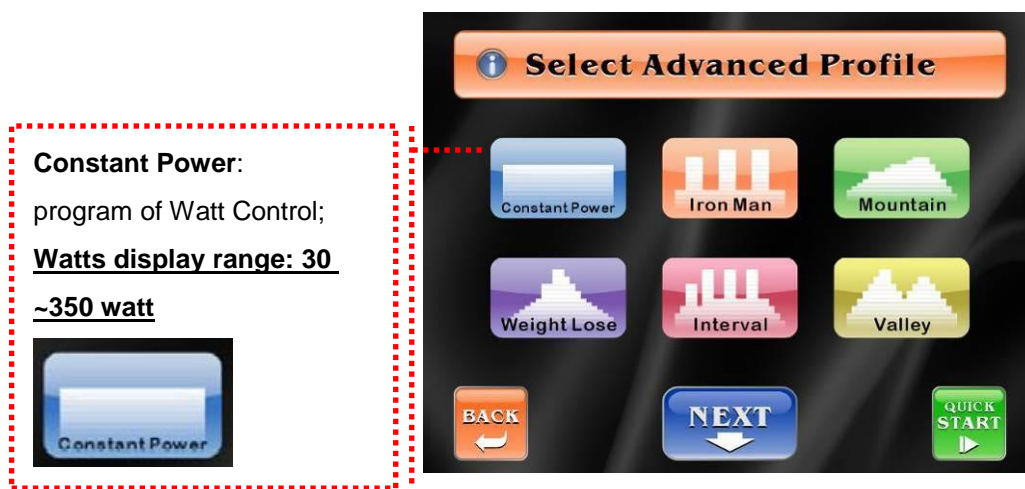 Constant Power:
program of Watt Control;
Watts display range: 30
~350 watt
Constant Power
Select Advanced Profile
Constant Power
Iron Man
Mountain
Weight Lose
Interval
Valley
BACK
NEXT
QUICK
START